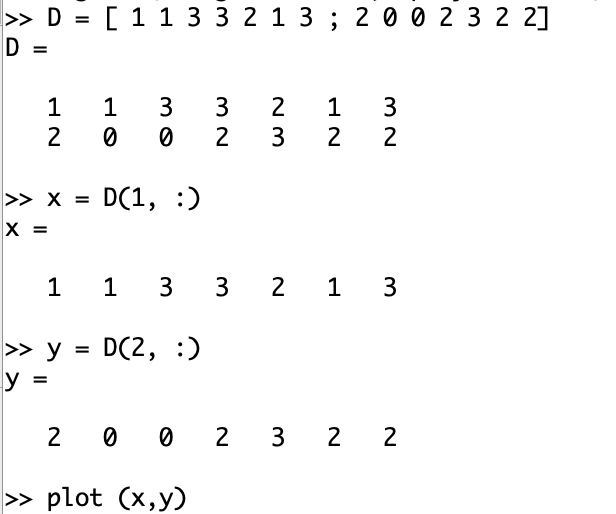 >> D = [ 1 1 3 3 2 1 3 ; 2 0 0 2 3 2 2]
D =
1 1 3 3 2 1 3
2 0 0 2 3 2 2
>> x = D(1, :)
x =
1 1 3 3 2 1 3
>> y = D(2, :)
y =
2 0 0 2 3 2 2
>> plot (x,y)